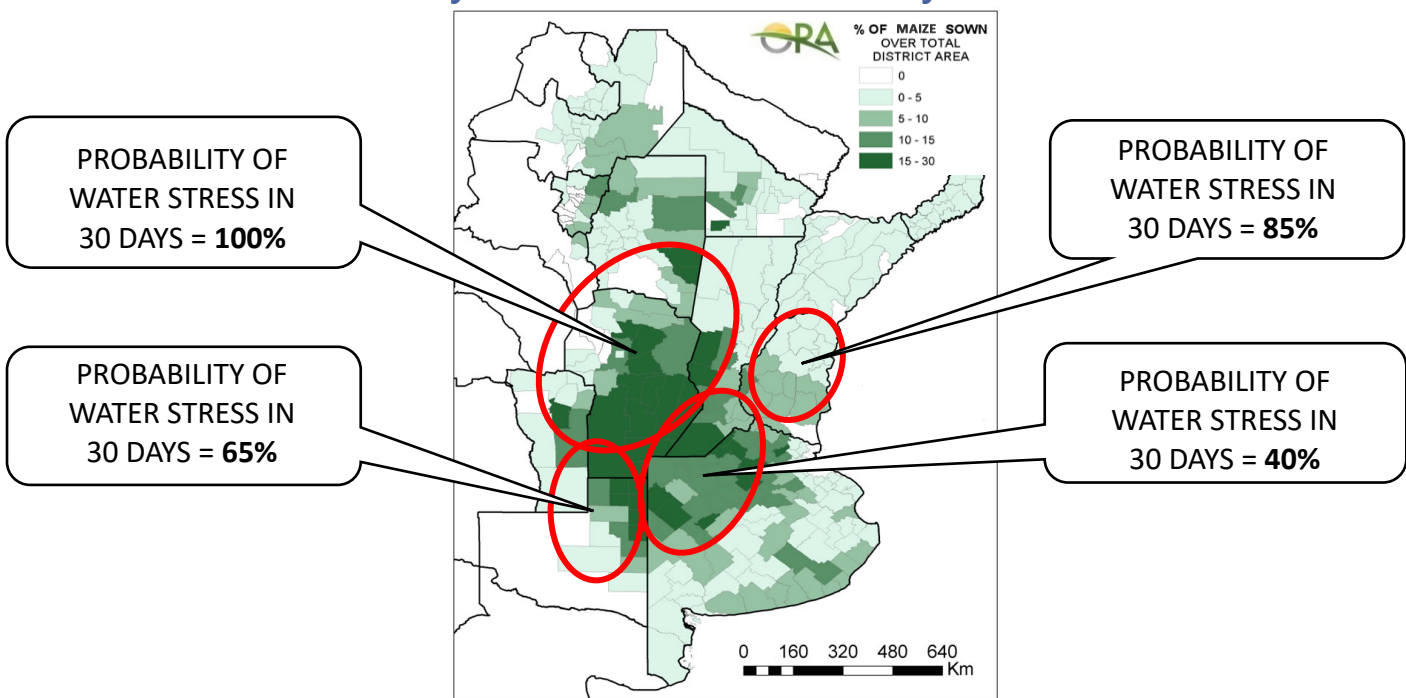 ORA
% OF MAIZE SOWN
OVER TOTAL
DISTRICT AREA
0
0 - 5
5 - 10
10 - 15
15 - 30
PROBABILITY OF
WATER STRESS IN
30 DAYS = 100%
PROBABILITY OF
WATER STRESS IN
30 DAYS = 85%
PROBABILITY OF
WATER STRESS IN
30 DAYS = 65%
PROBABILITY OF
WATER STRESS IN
30 DAYS = 40%
0 160 320 480 640
Km